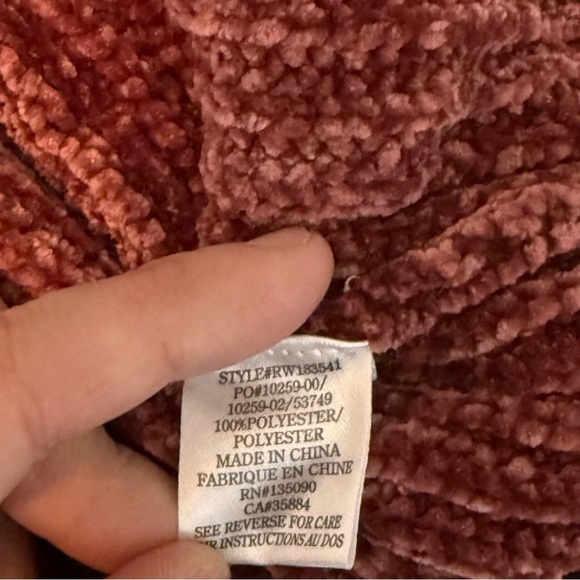 STYLE#RW183541
PO#10259-00/
10259-02/53749
100%POLYESTER/
POLYESTER
MADE IN CHINA
FABRIQUE EN CHINE
RN#135090
CA#35884
SEE REVERSE FOR CARE
INSTRUCTIONS AU DOS